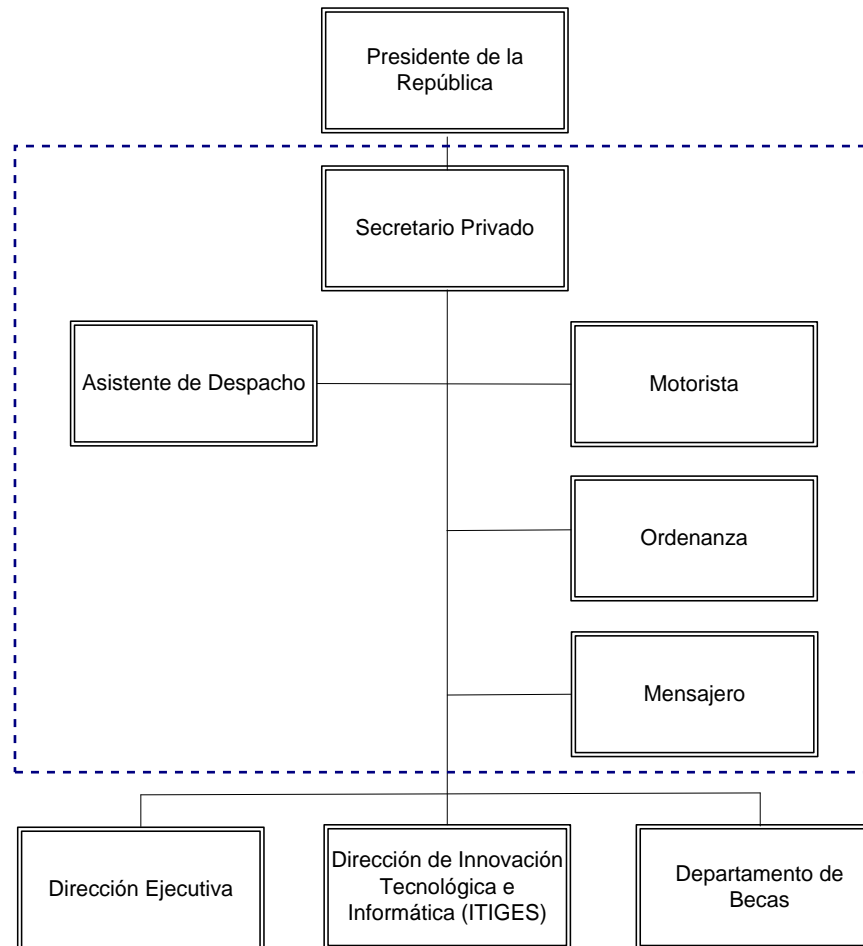 Presidente de la
República
Secretario Privado
Asistente de Despacho
Motorista
Ordenanza
Mensajero
Dirección Ejecutiva
Dirección de Innovación
Tecnológica e
Informática (ITIGES)
Departamento de
Becas